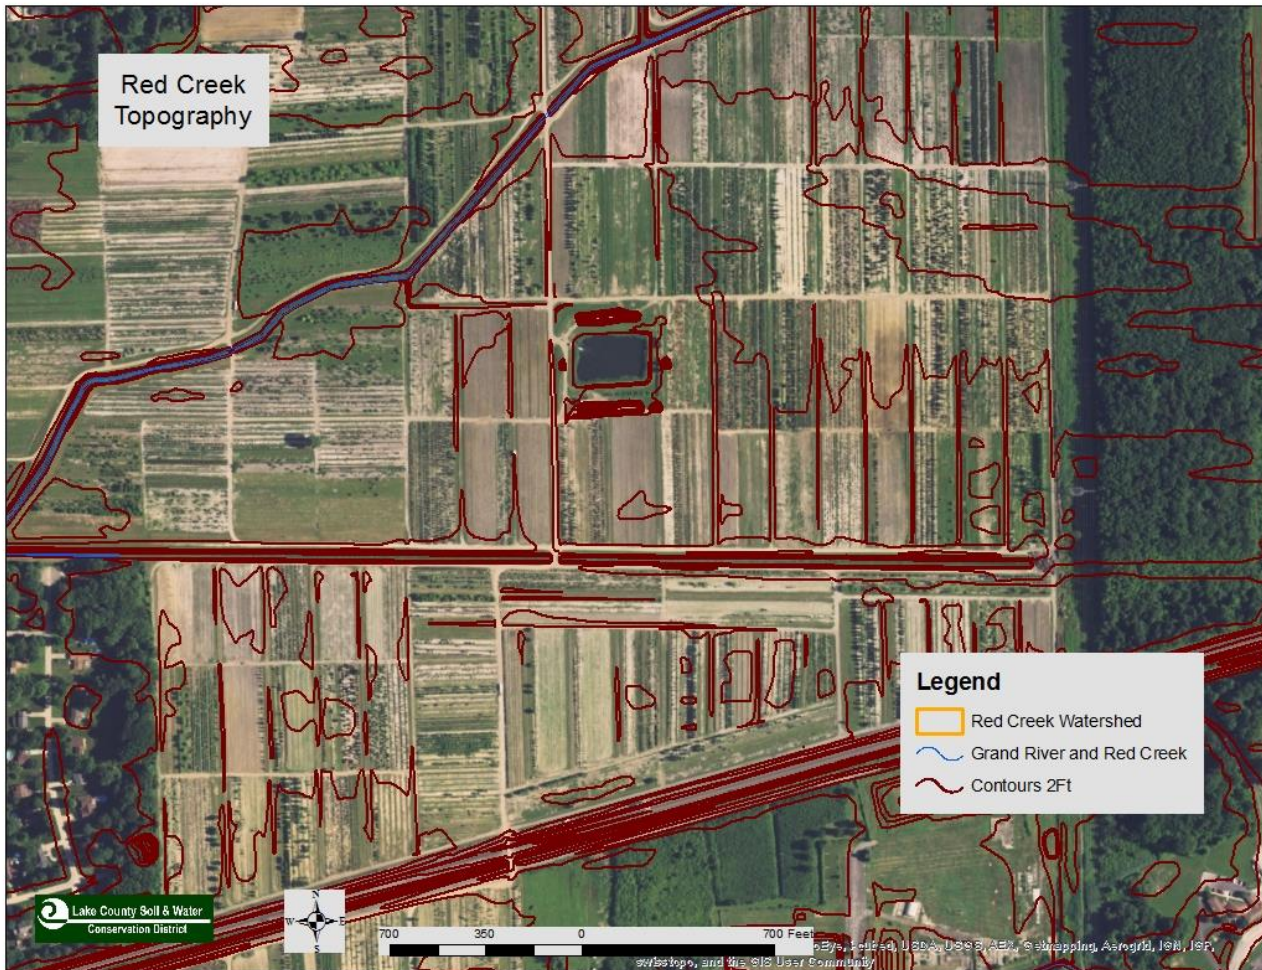 Red Creek
Topography
Legend
Red Creek Watershed
Grand River and Red Creek
Contours 2Ft
Lake County Soil & Water
Conservation District
N
W E
S
700 350 0 700 Feet
USDA, USGS, AEX, Getmapping, Aerogrid, IGN, IGP,
swisstopo, and the GIS User Community